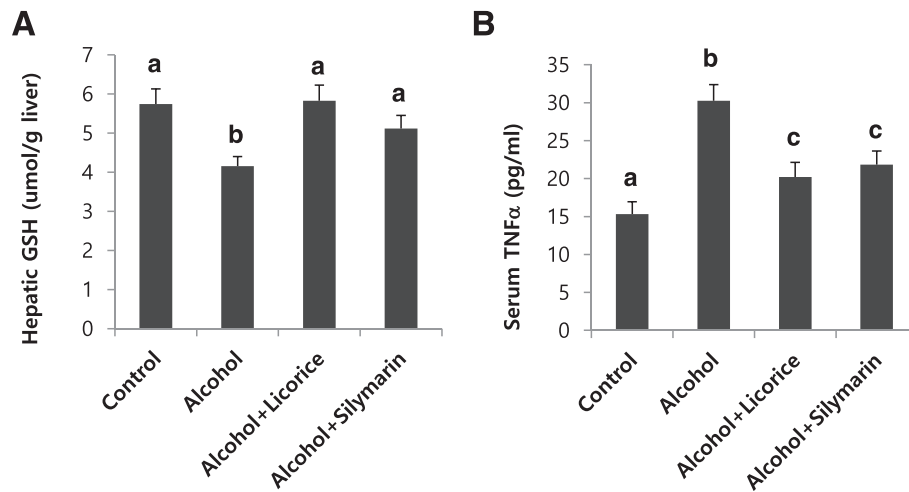 A
Hepatic GSH (umol/g liver)
7
6
5
4
3
2
1
0
a
b
a
a
Control
Alcohol
Alcohol+Licorice
Alcohol+Silymarin
B
Serum TNFα (pg/ml)
35
30
25
20
15
10
5
0
a
b
c
c
Control
Alcohol
Alcohol+Licorice
Alcohol+Silymarin